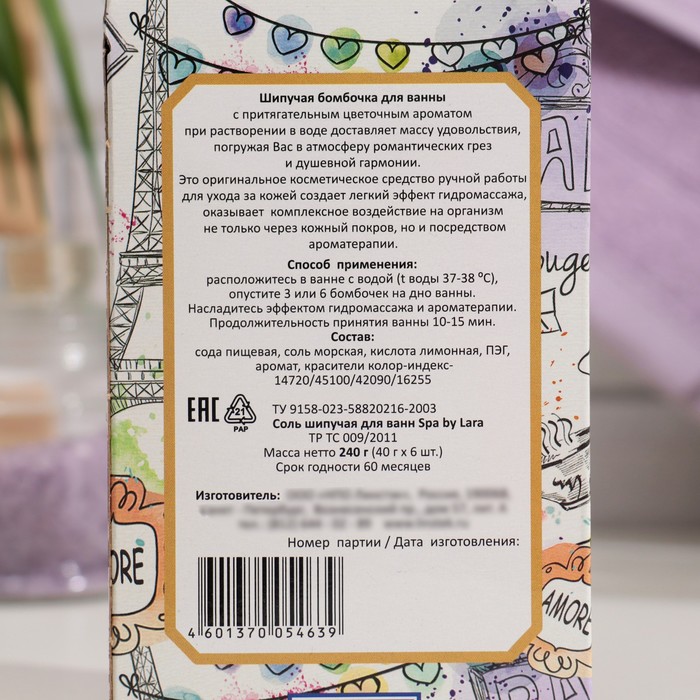 Шипучая бомбочка для ванны
с притягательным цветочным ароматом
при растворении в воде доставляет массу удовольствия,
погружая Вас в атмосферу романтических грез
и душевной гармонии.
Это оригинальное косметическое средство ручной работы
для ухода за кожей создает легкий эффект гидромассажа,
оказывает комплексное воздействие на организм
не только через кожный покров, но и посредством
ароматерапии.
Способ применения:
расположитесь в ванне с водой (t воды 37-38 ⁰С),
опустите 3 или 6 бомбочек на дно ванны.
Насладитесь эффектом гидромассажа и ароматерапии.
Продолжительность принятия ванны 10-15 мин.
Состав:
сода пищевая, соль морская, кислота лимонная, ПЭГ,
аромат, красители колор-индекс-
14720/45100/42090/16255
ЕАС 21 PAP
ТУ 9158-023-58820216-2003
Соль шипучая для ванн Spa by Lara
ТР ТС 009/2011
Масса нетто 240 г (40 г х 6 шт.)
Срок годности 60 месяцев
Изготовитель:
Номер партии / Дата изготовления:
4 601370 054639
AMORE